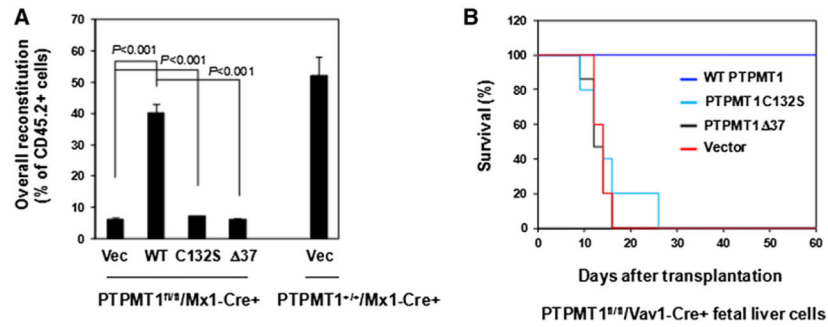 A
Overall reconstitution
(% of CD45.2+ cells)
70
60
50
40
30
20
10
0
P<0.001
P<0.001
P<0.001
Vec WT C132S Δ37 Vec
PTPMT1fl/fl/Mx1-Cre+ PTPMT1+/+/Mx1-Cre+
B
Survival (%)
120
100
80
60
40
20
0
WT PTPMT1
PTPMT1C132S
PTPMT1Δ37
Vector
0 10 20 30 40 50 60
Days after transplantation
PTPMT1fl/fl/Vav1-Cre+ fetal liver cells